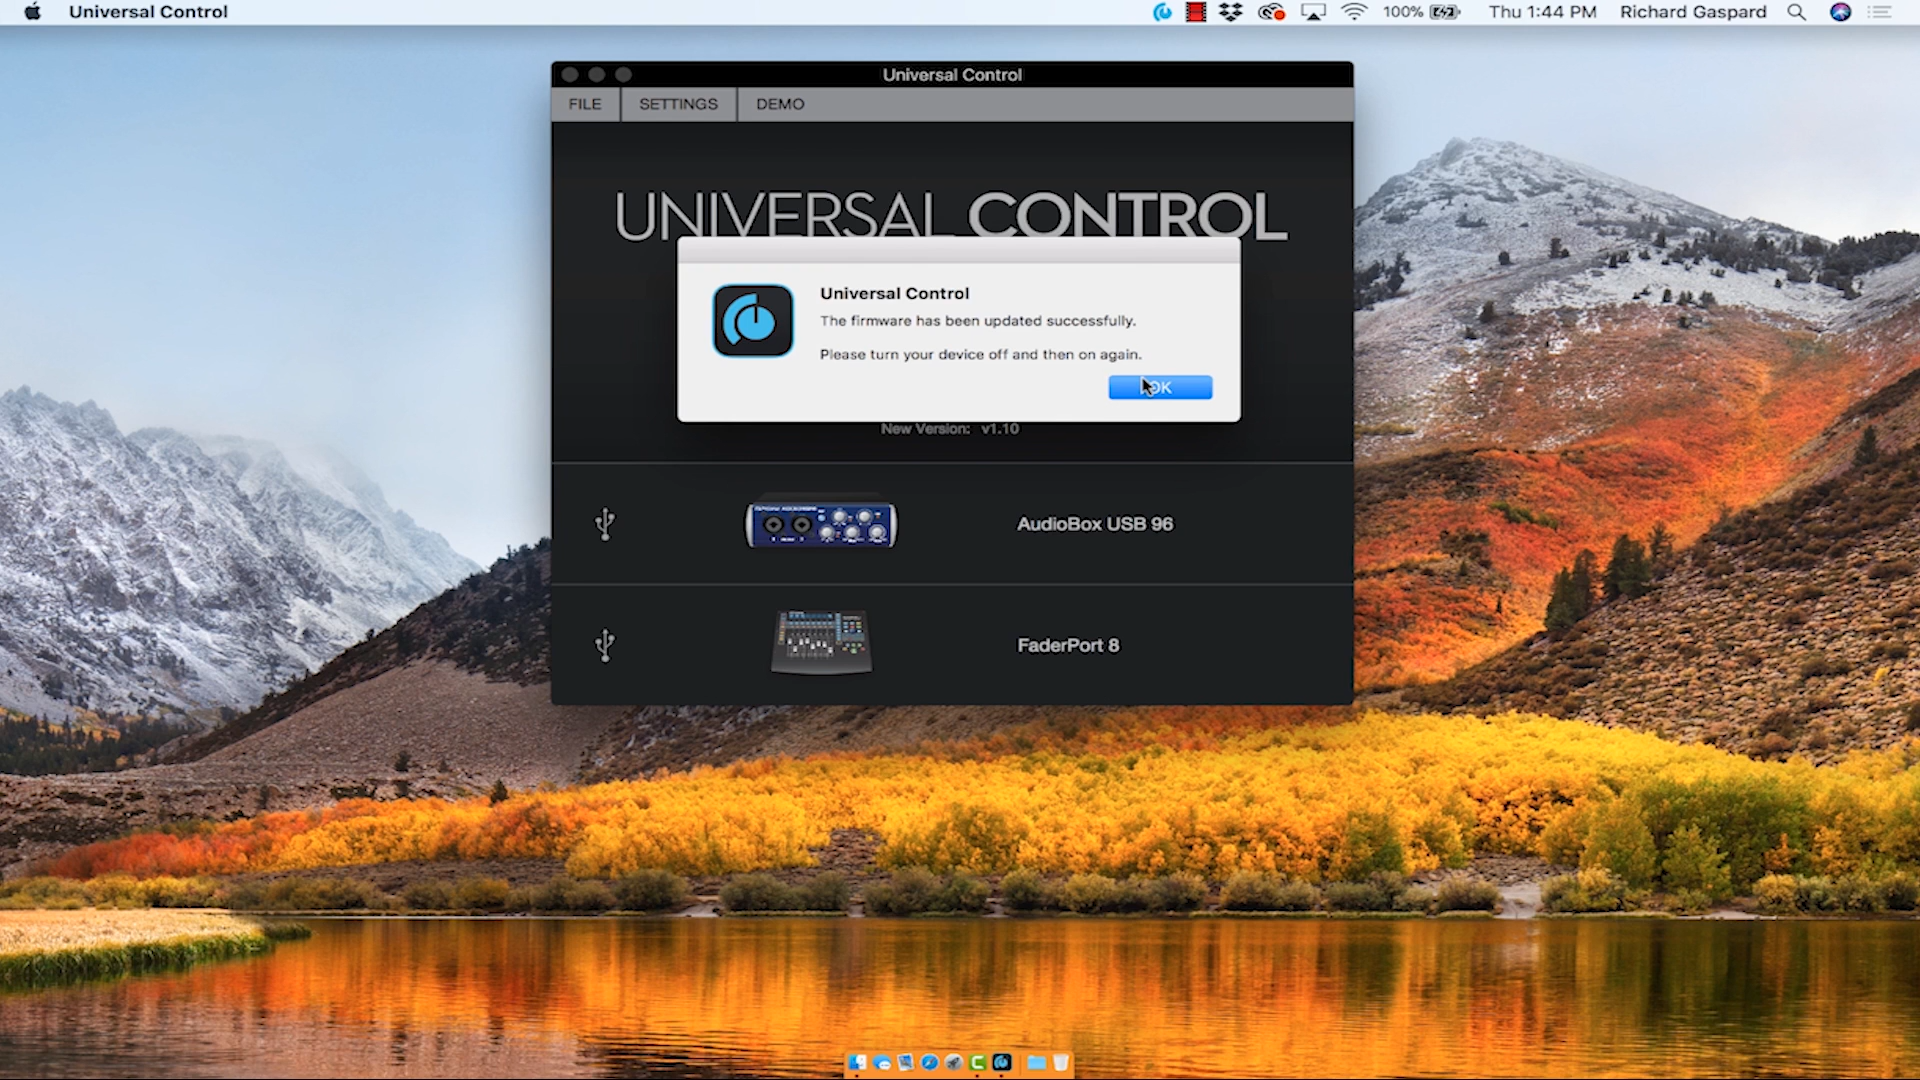 Universal Control
100%
Thu 1:44 PM
Richard Gaspard
Universal Control
FILE
SETTINGS
DEMO
UNIVERSAL CONTROL
Universal Control
The firmware has been updated successfully.
Please turn your device off and then on again.
OK
New Version: v1.10
AudioBox USB 96
FaderPort 8